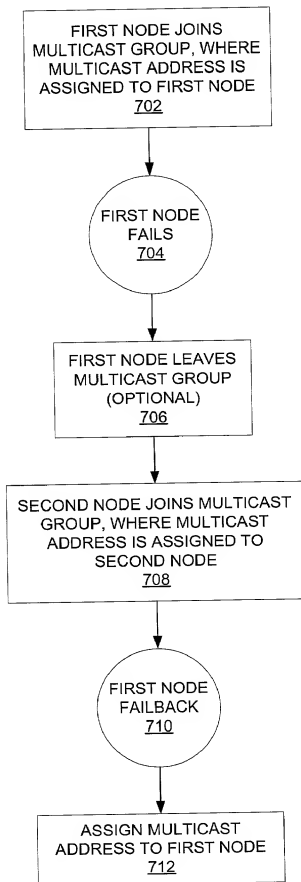 FIRST NODE JOINS
MULTICAST GROUP, WHERE
MULTICAST ADDRESS IS
ASSIGNED TO FIRST NODE
702
FIRST NODE
FAILS
704
FIRST NODE LEAVES
MULTICAST GROUP
(OPTIONAL)
706
SECOND NODE JOINS MULTICAST
GROUP, WHERE MULTICAST
ADDRESS IS ASSIGNED TO
SECOND NODE
708
FIRST NODE
FAILBACK
710
ASSIGN MULTICAST
ADDRESS TO FIRST NODE
712